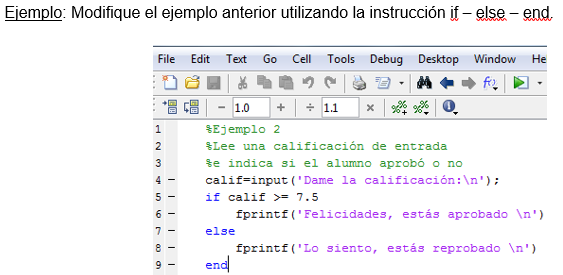 Ejemplo: Modifique el ejemplo anterior utilizando la instrucción if – else – end.
File Edit Text Go Cell Tools Debug Desktop Window He
− 1.0 + ÷ 1.1 ×
1 %Ejemplo 2
2 %Lee una calificación de entrada
3 %e indica si el alumno aprobó o no
4 − calif=input('Dame la calificación:\n');
5 − if calif >= 7.5
6 − fprintf('Felicidades, estás aprobado \n')
7 − else
8 − fprintf('Lo siento, estás reprobado \n')
9 − end